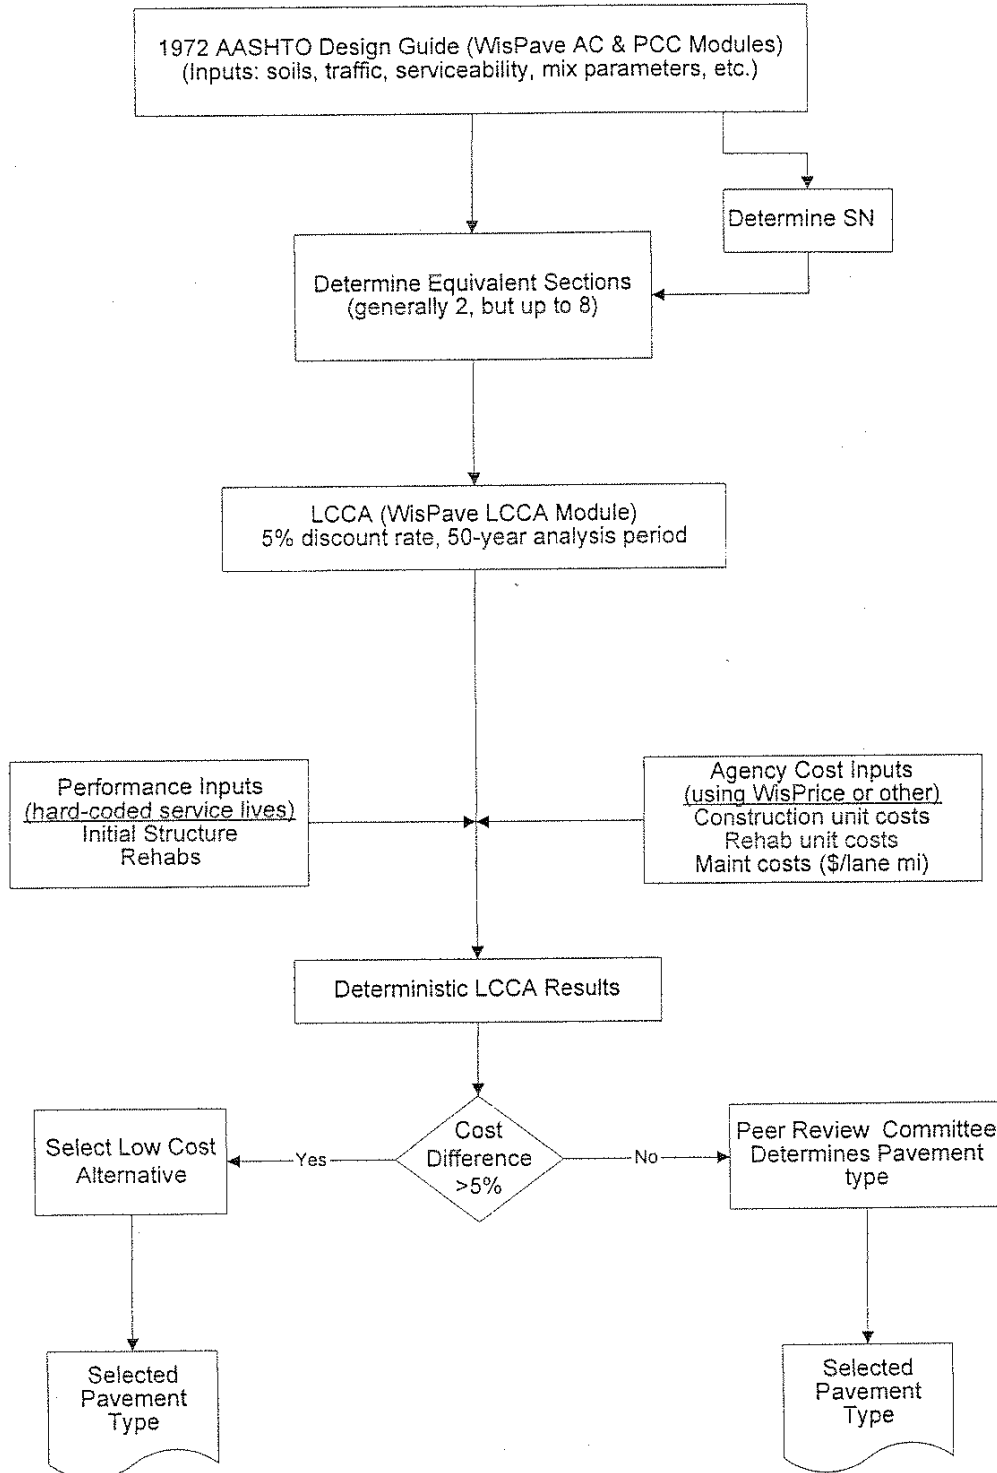 1972 AASHTO Design Guide (WisPave AC & PCC Modules)
(Inputs: soils, traffic, serviceability, mix parameters, etc.)
Determine SN
Determine Equivalent Sections
(generally 2, but up to 8)
LCCA (WisPave LCCA Module)
5% discount rate, 50-year analysis period
Performance Inputs
(hard-coded service lives)
Initial Structure
Rehabs
Agency Cost Inputs
(using WisPrice or other)
Construction unit costs
Rehab unit costs
Maint costs ($/lane mi)
Deterministic LCCA Results
Select Low Cost
Alternative
Yes
Cost
Difference
>5%
No
Peer Review Committee
Determines Pavement
type
Selected
Pavement
Type
Selected
Pavement
Type